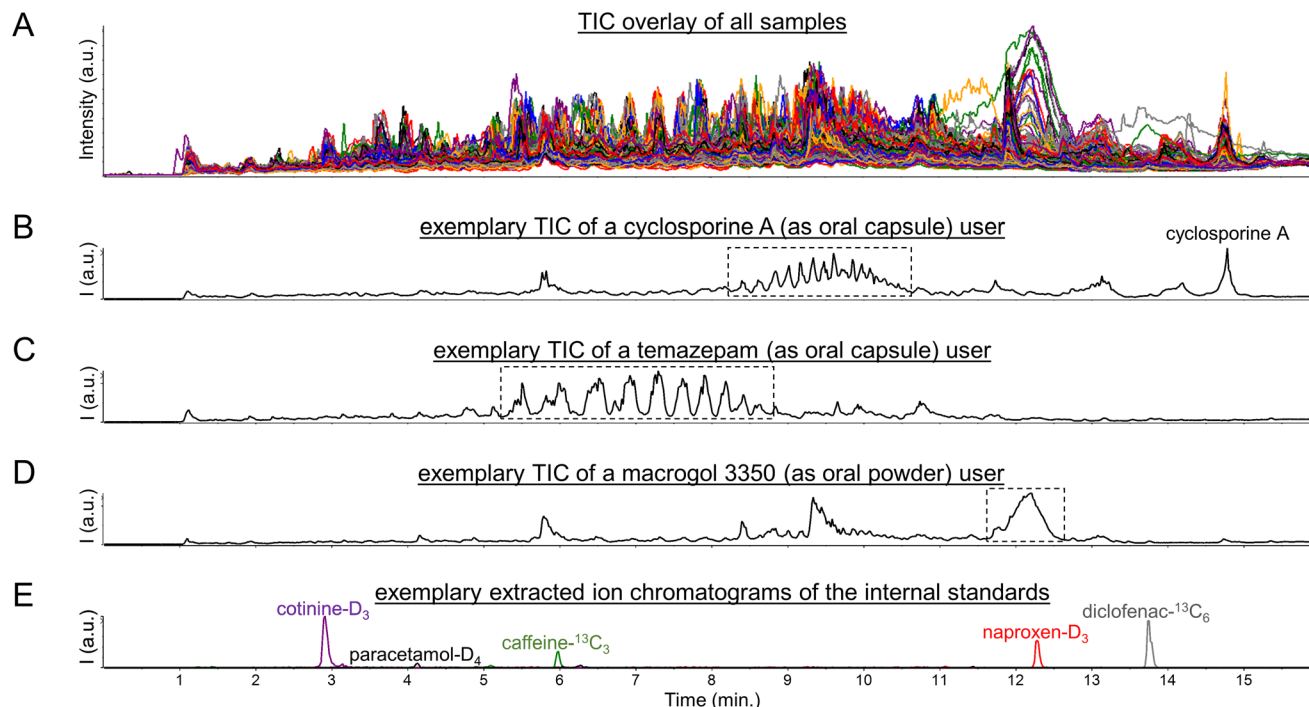 A
TIC overlay of all samples
Intensity (a.u.)
B
exemplary TIC of a cyclosporine A (as oral capsule) user
cyclosporine A
I (a.u.)
C
exemplary TIC of a temazepam (as oral capsule) user
I (a.u.)
D
exemplary TIC of a macrogol 3350 (as oral powder) user
I (a.u.)
E
exemplary extracted ion chromatograms of the internal standards
cotinine-D₃
paracetamol-D₄
caffeine-¹³C₃
naproxen-D₃
diclofenac-¹³C₆
I (a.u.)
1 2 3 4 5 6 7 8 9 10 11 12 13 14 15
Time (min.)